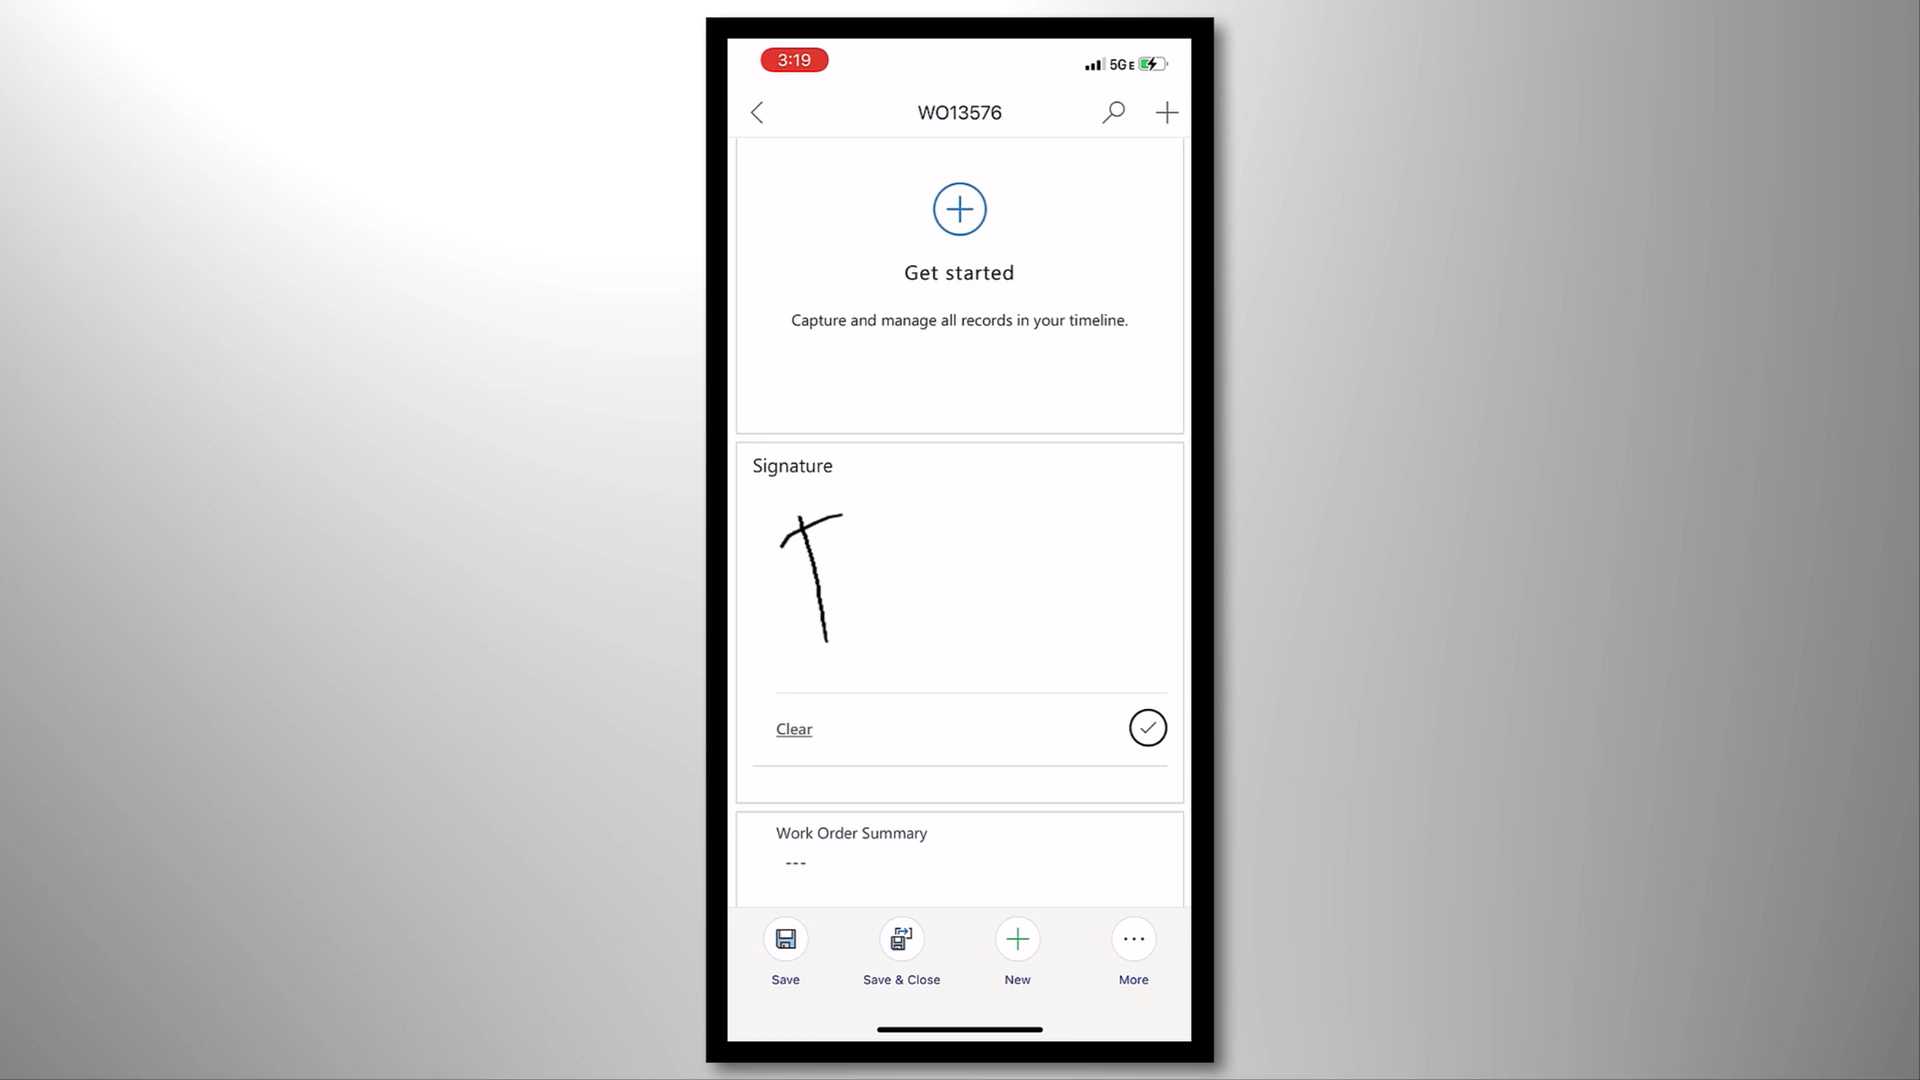 3:19
5GE
WO13576
Get started
Capture and manage all records in your timeline.
Signature
T
Clear
Work Order Summary
---
Save
Save & Close
New
More